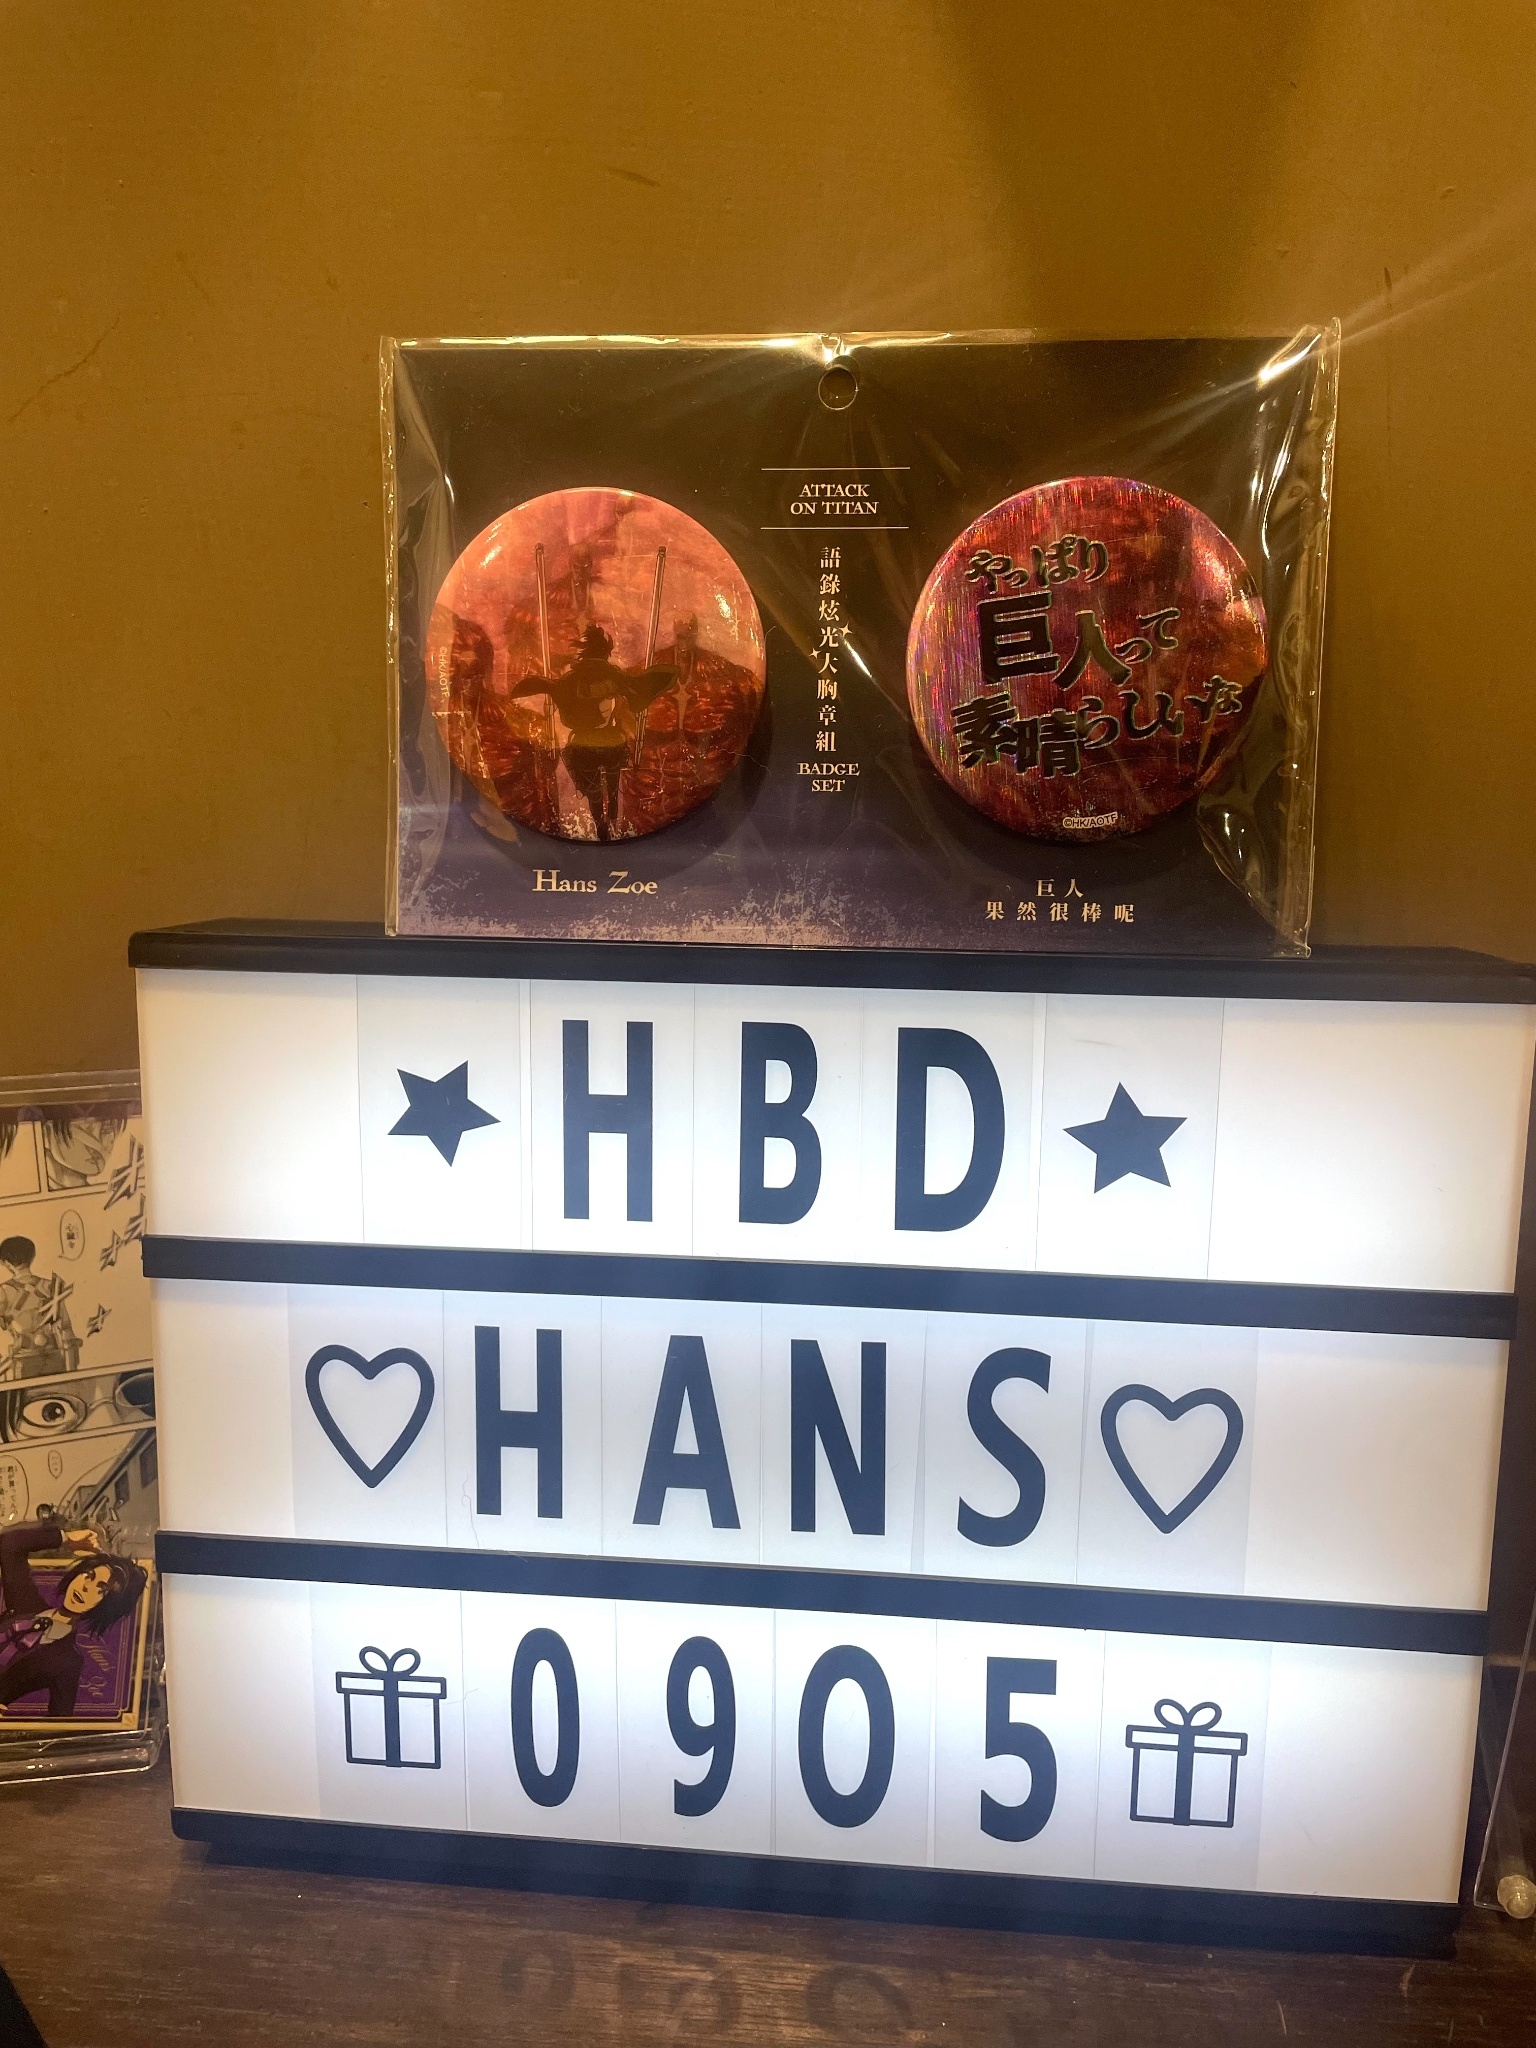 ATTACK
ON TITAN
語錄炫光大胸章組
BADGE
SET
©HK/AOTF
やっぱり
巨人って
素晴らしいな
©HK/AOTF
Hans Zoe
巨人
果然很棒呢
★HBD★
♡HANS♡
0905
Hans